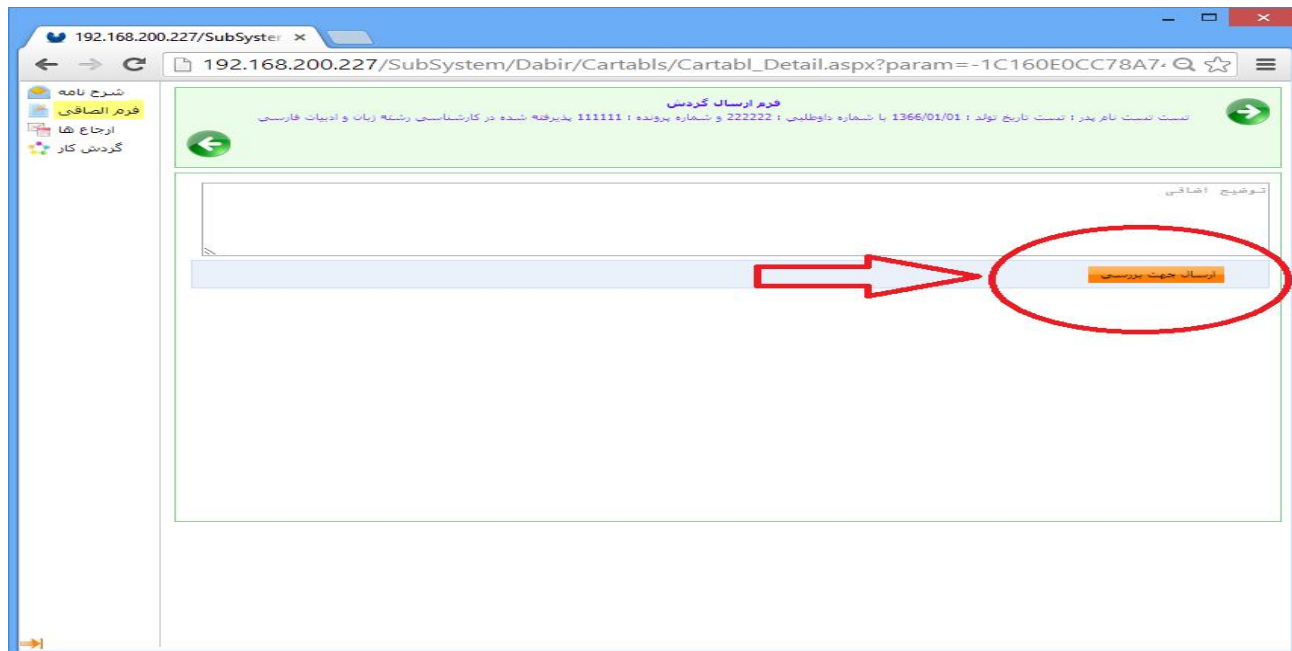 192.168.200.227/SubSyster
192.168.200.227/SubSystem/Dabir/Cartabls/Cartabl_Detail.aspx?param=-1C160E0CC78A74
شرح نامه
فرم الصاقی
ارجاع ها
گردش کار
فرم ارسال گردش
تست تست نام پدر : تست تاریخ تولد : 1366/01/01 با شماره داوطلبی : 222222 و شماره پرونده : 111111 پذیرفته شده در کارشناسی رشته زبان و ادبیات فارسی
توضیح اضافی
ارسال جهت بررسی